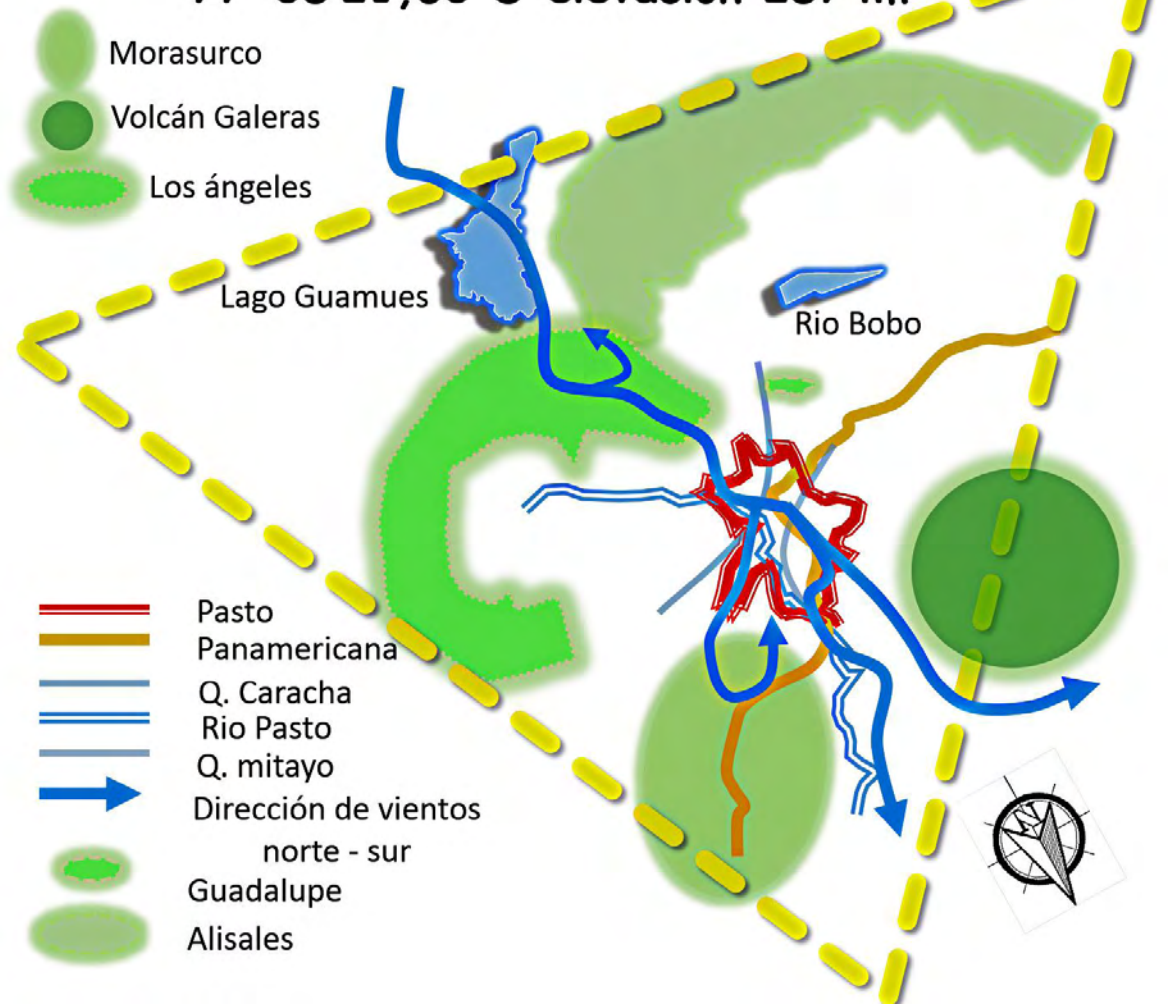 Morasurco
Volcán Galeras
Los ángeles
Lago Guamues
Rio Bobo
Pasto
Panamericana
Q. Caracha
Rio Pasto
Q. mitayo
Dirección de vientos
norte - sur
Guadalupe
Alisales